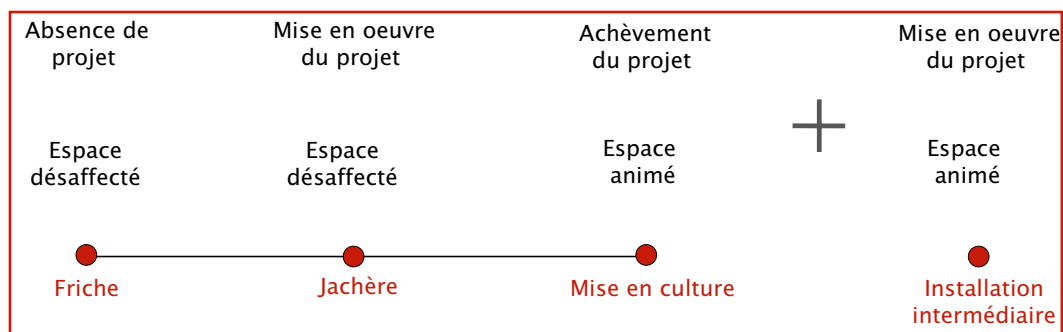 Absence de
projet
Mise en oeuvre
du projet
Achèvement
du projet
Mise en oeuvre
du projet
Espace
désaffecté
Espace
désaffecté
Espace
animé
Espace
animé
Friche
Jachère
Mise en culture
Installation
intermédiaire